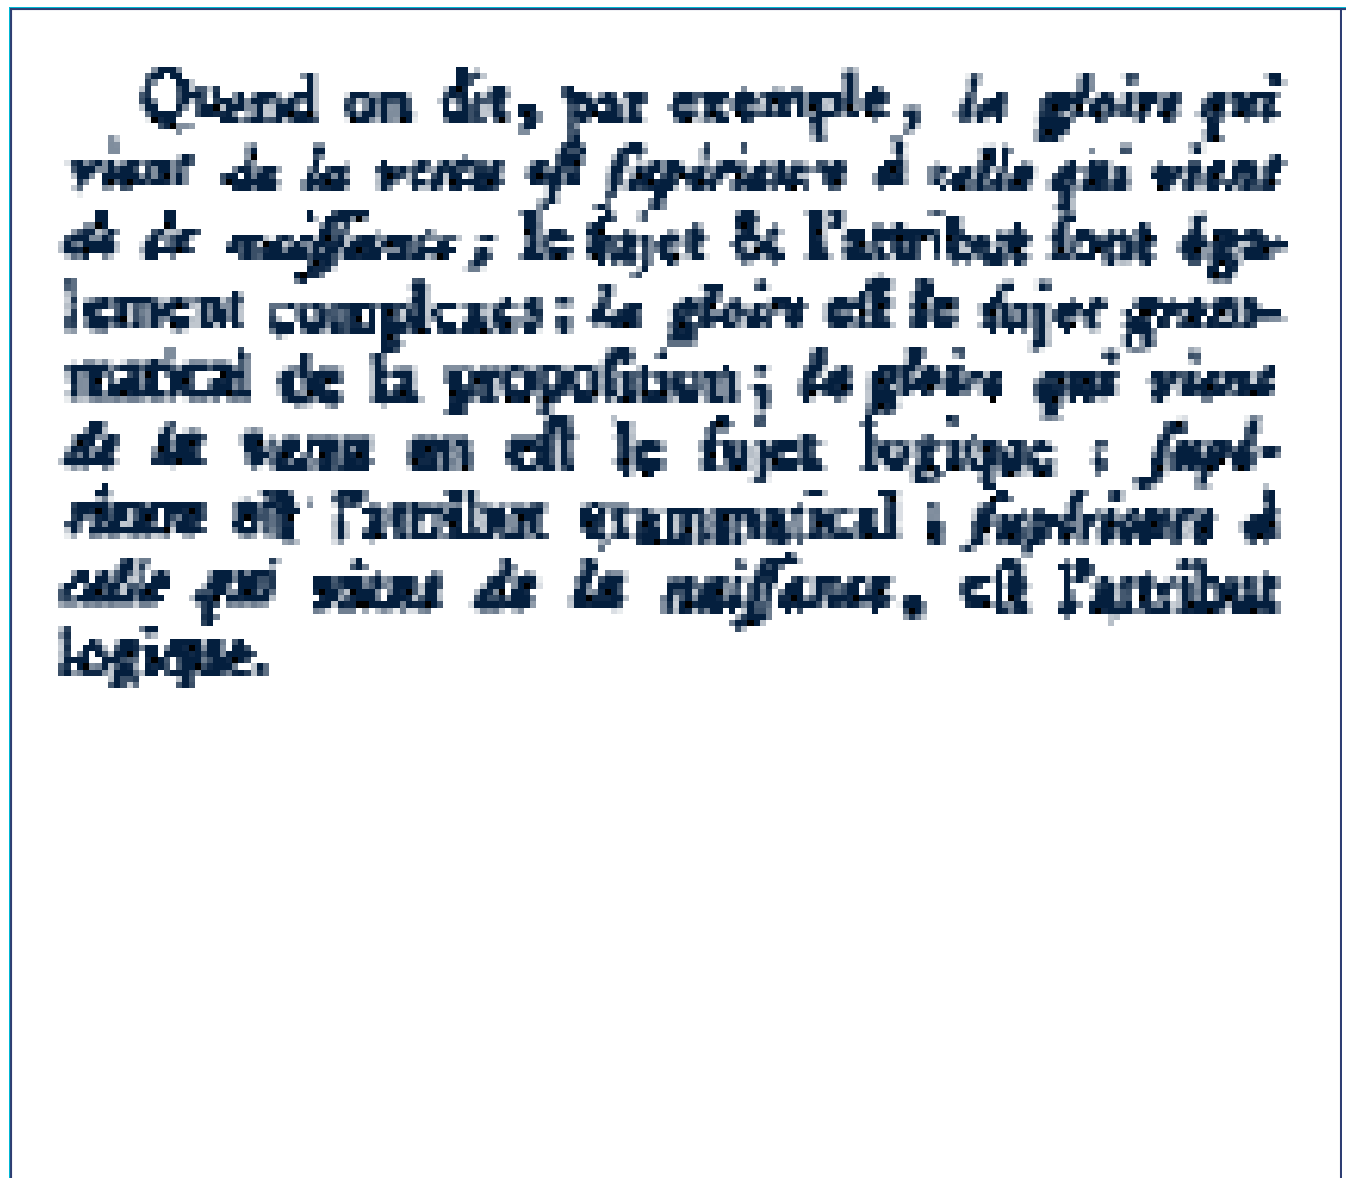 Quand on dit, par exemple, la gloire qui
vient de la vertu eſt ſupérieure à celle qui vient
de la naiſſance; le ſujet & l'attribut ſont éga-
lement complexes: la gloire eſt le ſujet gram-
matical de la propoſition; la gloire qui vient
de la vertu en eſt le ſujet logique; ſupé-
rieure eſt l'attribut grammatical; ſupérieure à
celle qui vient de la naiſſance, eſt l'attribut
logique.